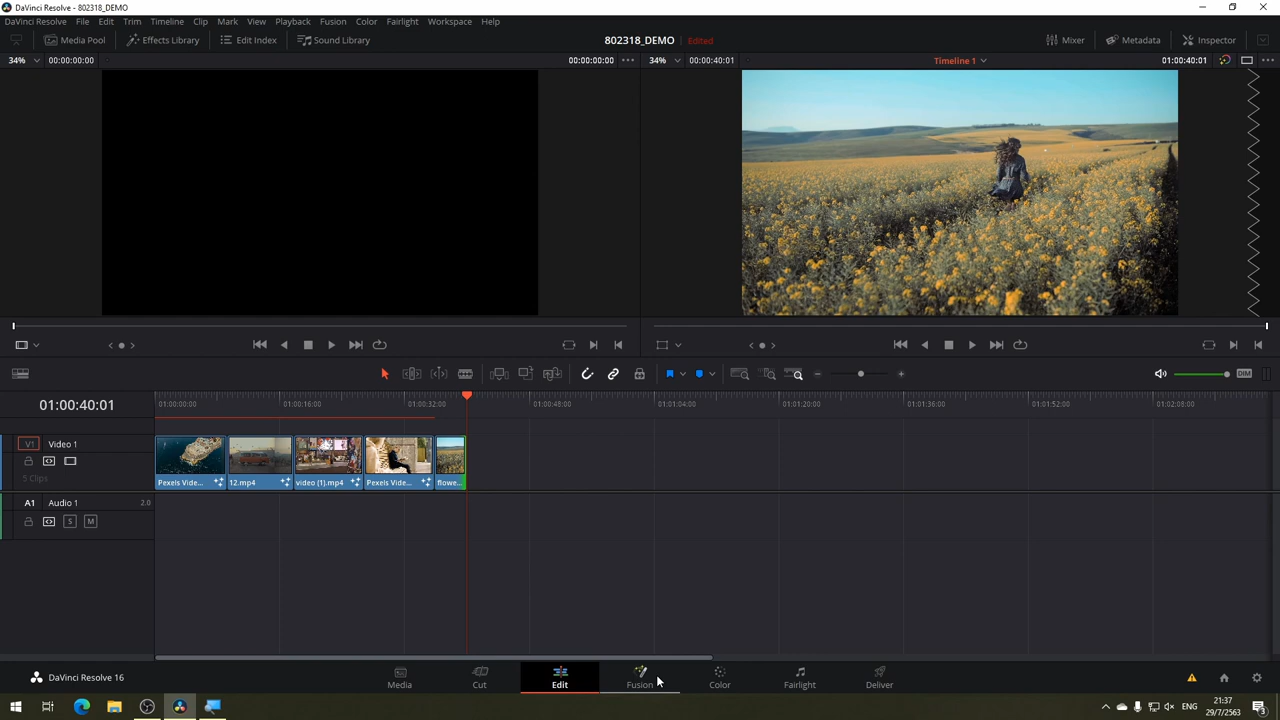 DaVinci Resolve - 802318_DEMO
DaVinci Resolve File Edit Trim Timeline Clip Mark View Playback Fusion Color Fairlight Workspace Help
Media Pool Effects Library Edit Index Sound Library 802318_DEMO Edited Mixer Metadata Inspector
34% 00:00:00:00 00:00:00:00 34% 00:00:40:01 Timeline 1 01:00:40:01
DIM
01:00:40:01 01:00:00:00 01:00:16:00 01:00:32:00 01:00:48:00 01:01:04:00 01:01:20:00 01:01:36:00 01:01:52:00 01:02:08:00
V1 Video 1
5 Clips
Pexels Vide... 12.mp4 video (1).mp4 Pexels Vide... flowe...
A1 Audio 1 2.0
S M
DaVinci Resolve 16 Media Cut Edit Fusion Color Fairlight Deliver
ENG 21:37
29/7/2563 3